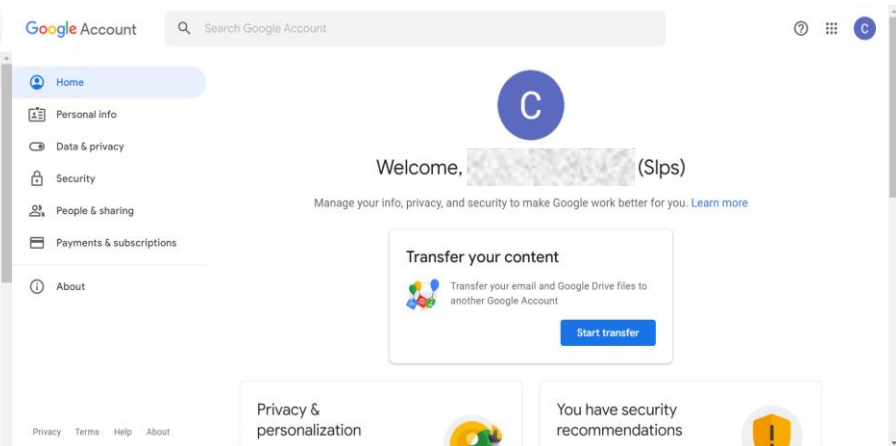 Google Account
Search Google Account
C
Home
Personal info
Data & privacy
Security
People & sharing
Payments & subscriptions
About
Privacy Terms Help About
C
Welcome, (Slps)
Manage your info, privacy, and security to make Google work better for you. Learn more
Transfer your content
Transfer your email and Google Drive files to
another Google Account
Start transfer
Privacy &
personalization
You have security
recommendations